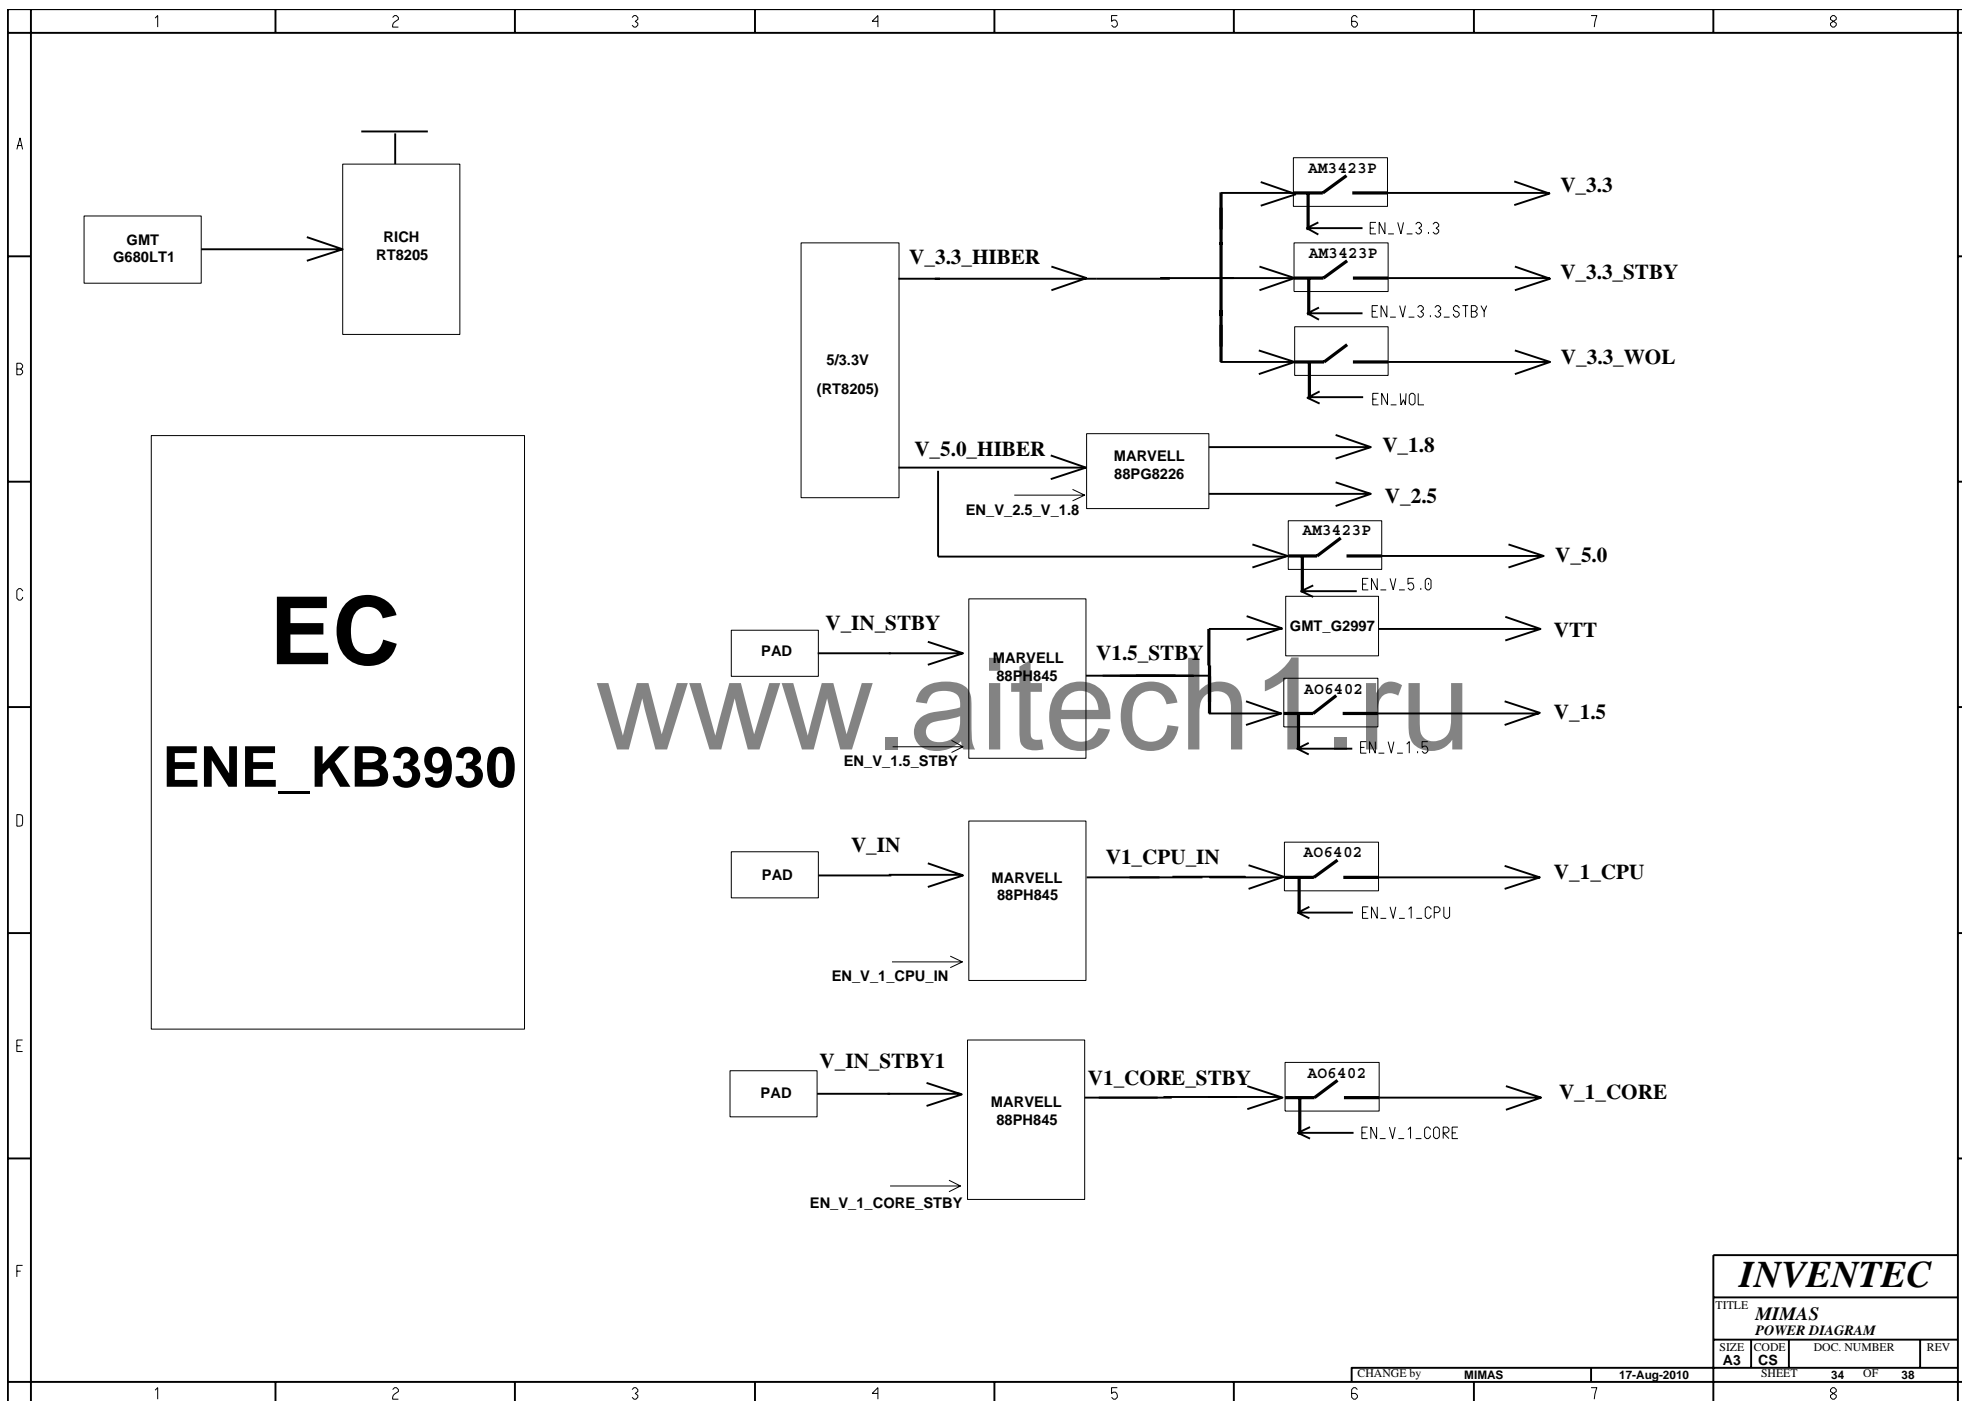 1 2 3 4 5 6 7 8
A
B
C
D
E
F
GMT
G680LT1
RICH
RT8205
EC
ENE_KB3930
5/3.3V
(RT8205)
V_3.3_HIBER
AM3423P
EN_V_3.3
V_3.3
AM3423P
EN_V_3.3_STBY
V_3.3_STBY
EN_WOL
V_3.3_WOL
V_5.0_HIBER
EN_V_2.5_V_1.8
MARVELL
88PG8226
V_1.8
V_2.5
AM3423P
EN_V_5.0
V_5.0
PAD
V_IN_STBY
EN_V_1.5_STBY
MARVELL
88PH845
V1.5_STBY
GMT_G2997
VTT
AO6402
EN_V_1.5
V_1.5
www.aitech1.ru
PAD
V_IN
EN_V_1_CPU_IN
MARVELL
88PH845
V1_CPU_IN
AO6402
EN_V_1_CPU
V_1_CPU
PAD
V_IN_STBY1
EN_V_1_CORE_STBY
MARVELL
88PH845
V1_CORE_STBY
AO6402
EN_V_1_CORE
V_1_CORE
INVENTEC
TITLE
MIMAS
POWER DIAGRAM
SIZE CODE DOC. NUMBER REV
A3 CS
CHANGE by MIMAS 17-Aug-2010 SHEET 34 OF 38
1 2 3 4 5 6 7 8